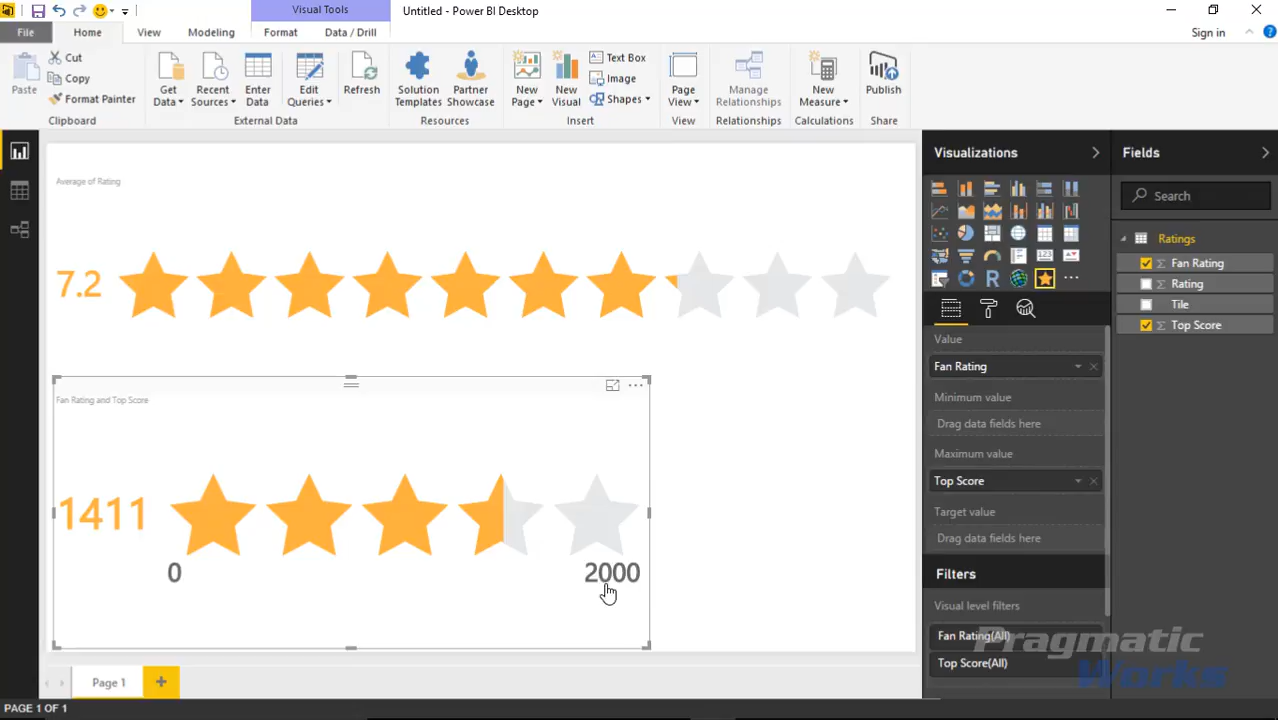 Visual Tools
Untitled - Power BI Desktop
File
Home
View
Modeling
Format
Data / Drill
Sign in
Paste
Cut
Copy
Format Painter
Clipboard
Get Data
Recent Sources
Enter Data
Edit Queries
Refresh
External Data
Solution Templates
Partner Showcase
Resources
New Page
New Visual
Text Box
Image
Shapes
Insert
Page View
View
Manage Relationships
Relationships
New Measure
Calculations
Publish
Share
Average of Rating
7.2
Fan Rating and Top Score
1411
0
2000
Visualizations
R
123
Value
Fan Rating
Minimum value
Drag data fields here
Maximum value
Top Score
Target value
Drag data fields here
Filters
Visual level filters
Fan Rating(All)
Top Score(All)
Fields
Search
Ratings
Fan Rating
Rating
Tile
Top Score
Pragmatic
Works
Page 1
PAGE 1 OF 1